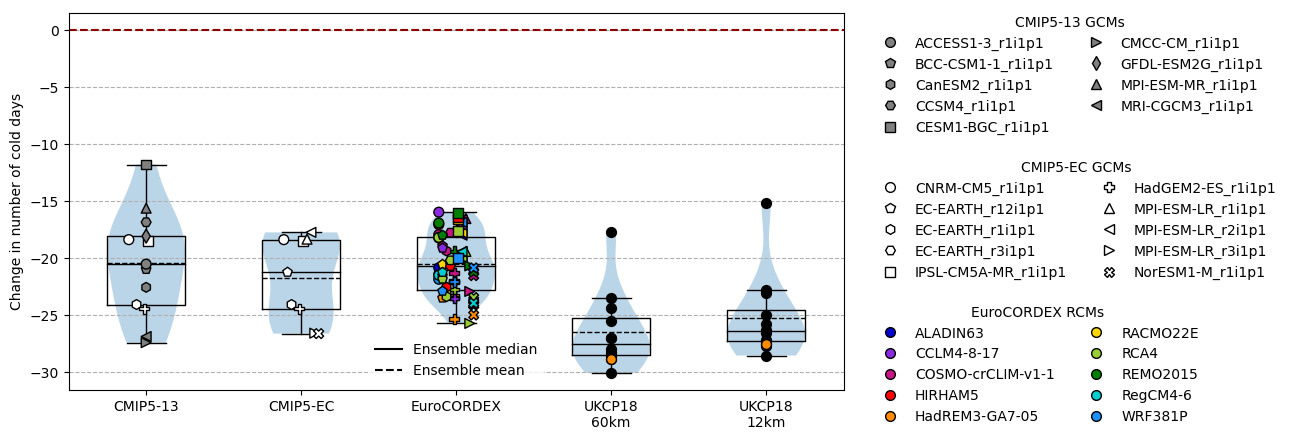 Change in number of cold days
0
−5
−10
−15
−20
−25
−30
Ensemble median
Ensemble mean
CMIP5-13
CMIP5-EC
EuroCORDEX
UKCP18
60km
UKCP18
12km
CMIP5-13 GCMs
ACCESS1-3_r1i1p1
BCC-CSM1-1_r1i1p1
CanESM2_r1i1p1
CCSM4_r1i1p1
CESM1-BGC_r1i1p1
CMCC-CM_r1i1p1
GFDL-ESM2G_r1i1p1
MPI-ESM-MR_r1i1p1
MRI-CGCM3_r1i1p1
CMIP5-EC GCMs
CNRM-CM5_r1i1p1
EC-EARTH_r12i1p1
EC-EARTH_r1i1p1
EC-EARTH_r3i1p1
IPSL-CM5A-MR_r1i1p1
HadGEM2-ES_r1i1p1
MPI-ESM-LR_r1i1p1
MPI-ESM-LR_r2i1p1
MPI-ESM-LR_r3i1p1
NorESM1-M_r1i1p1
EuroCORDEX RCMs
ALADIN63
CCLM4-8-17
COSMO-crCLIM-v1-1
HIRHAM5
HadREM3-GA7-05
RACMO22E
RCA4
REMO2015
RegCM4-6
WRF381P